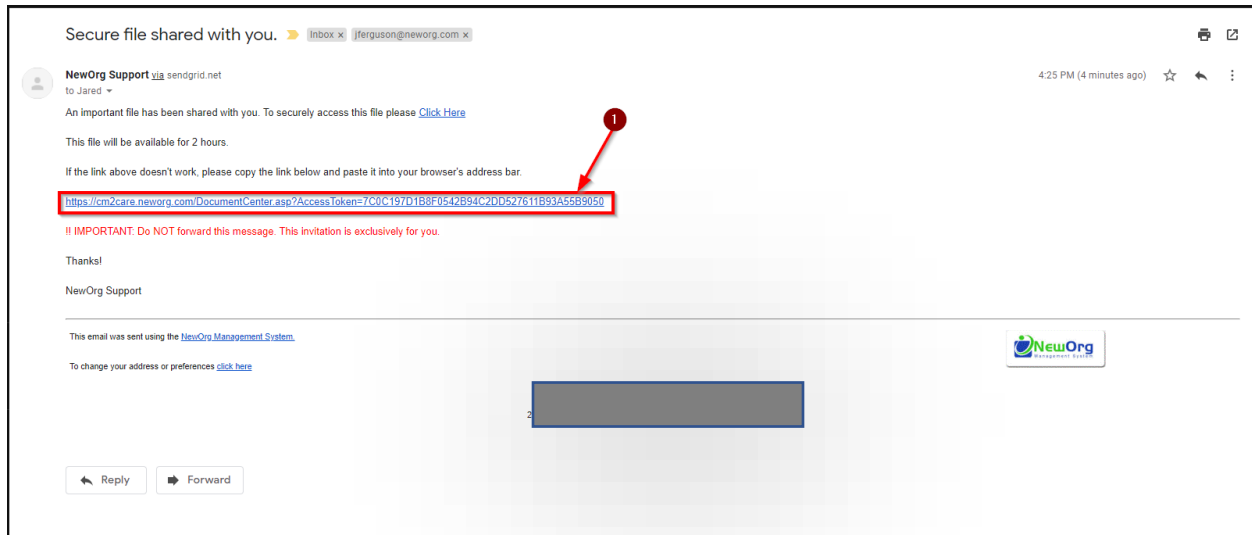 Secure file shared with you. Inbox x jferguson@neworg.com x
NewOrg Support via sendgrid.net 4:25 PM (4 minutes ago)
to Jared
An important file has been shared with you. To securely access this file please Click Here
1
This file will be available for 2 hours.
If the link above doesn't work, please copy the link below and paste it into your browser's address bar.
https://cm2care.neworg.com/DocumentCenter.asp?AccessToken=7C0C197D1B8F0542B94C2DD527611B93A55B9050
!! IMPORTANT: Do NOT forward this message. This invitation is exclusively for you.
Thanks!
NewOrg Support
This email was sent using the NewOrg Management System.
NewOrg
Management System
To change your address or preferences click here
2
Reply Forward